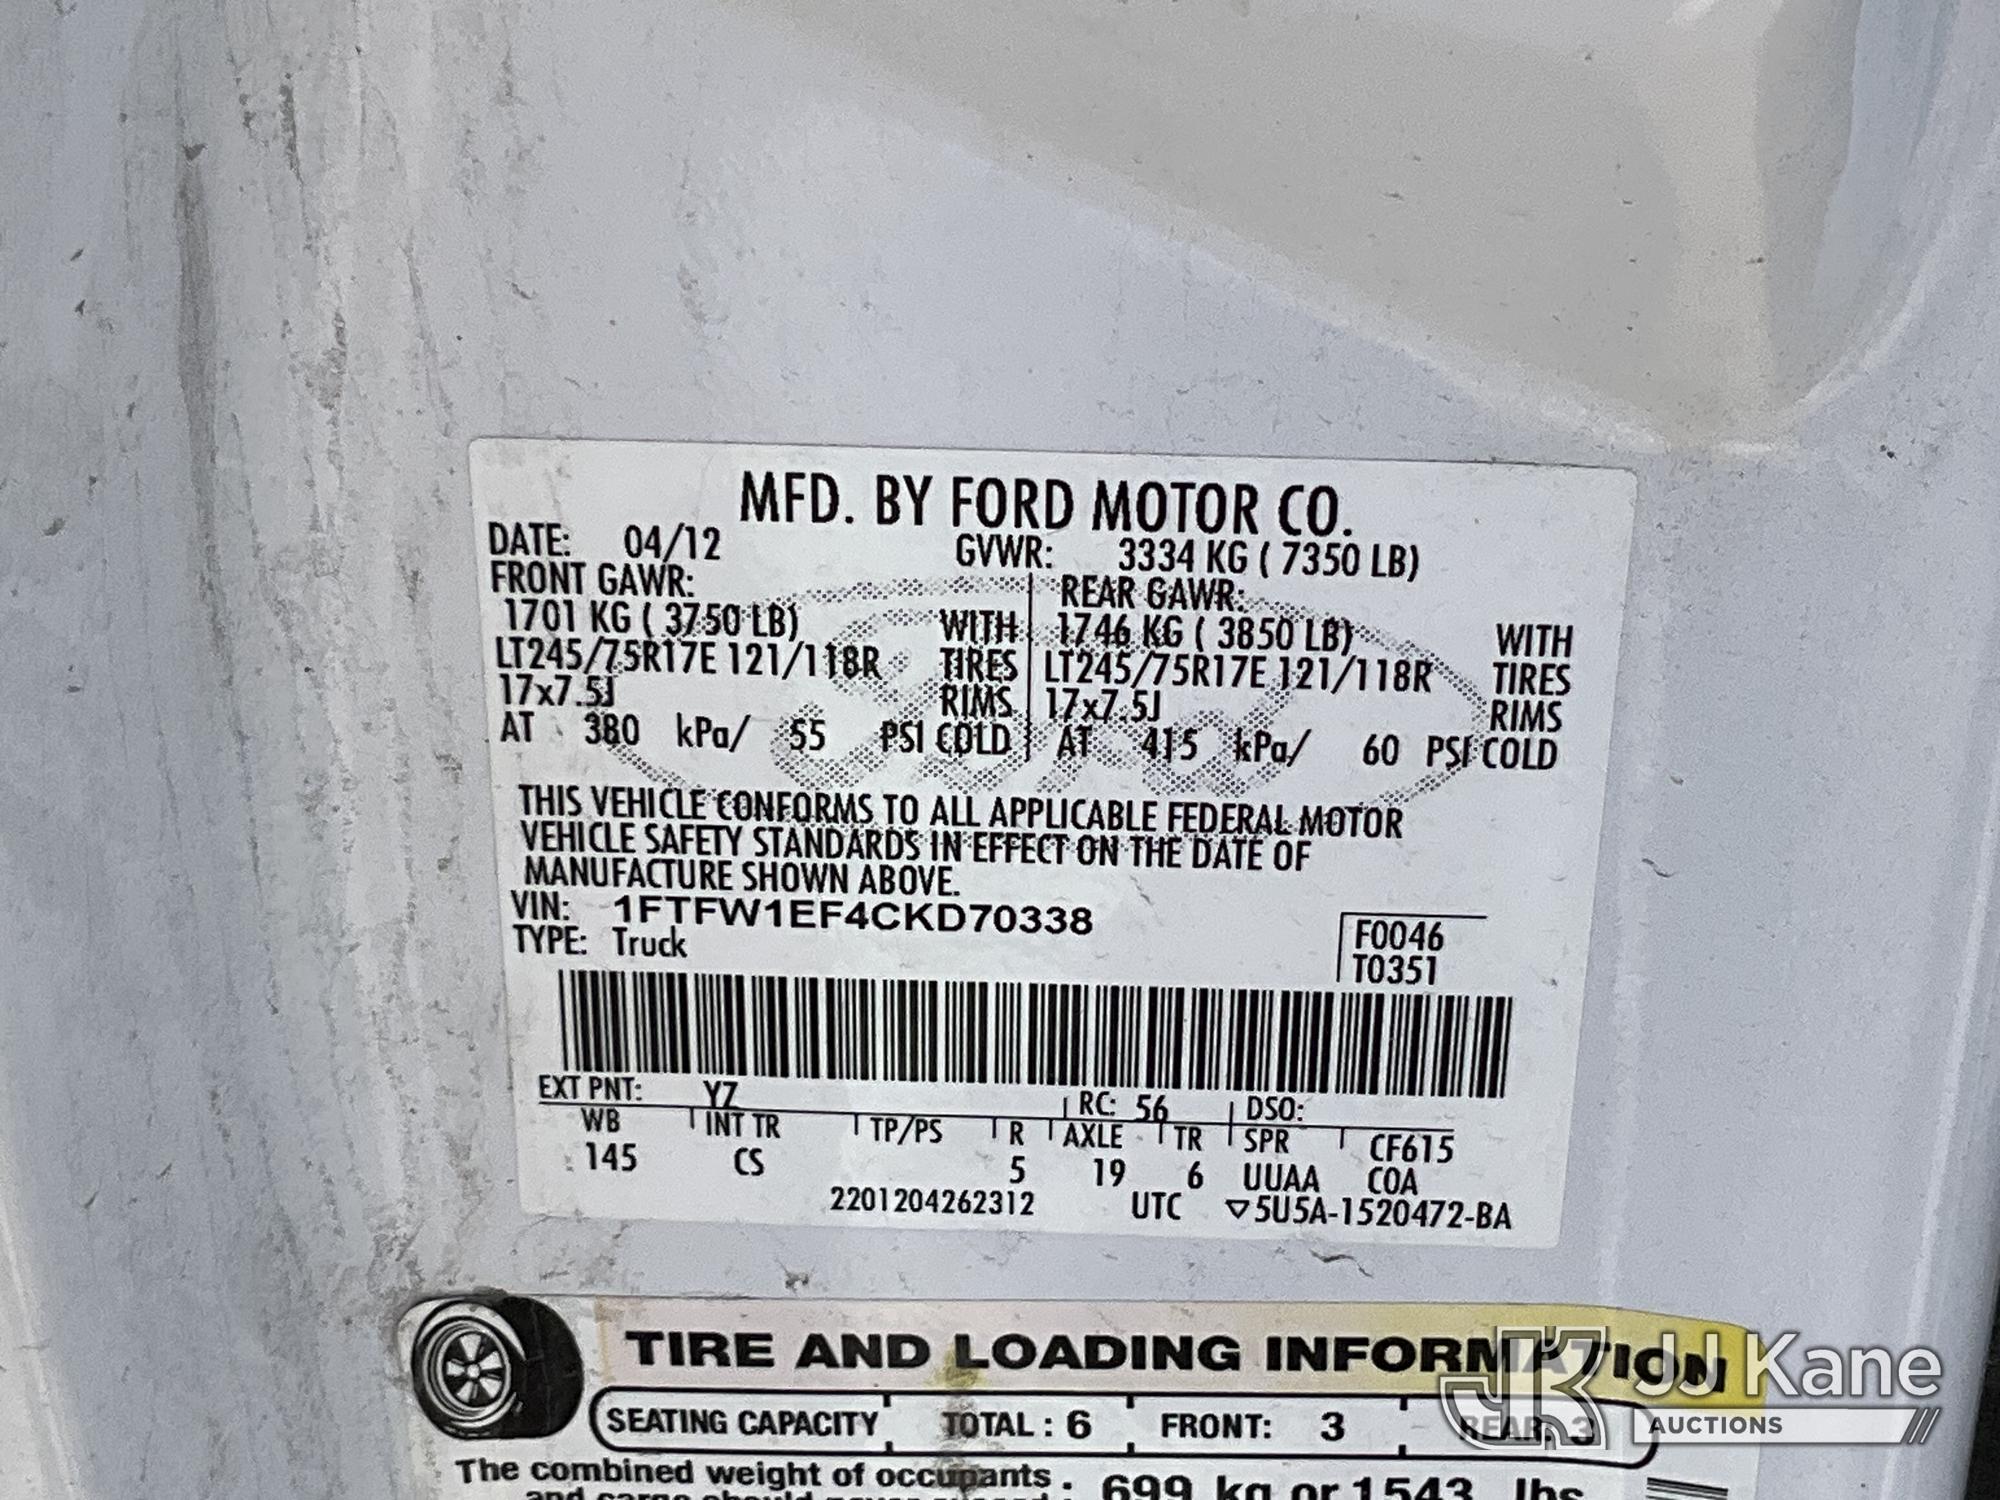 MFD. BY FORD MOTOR CO.
DATE: 04/12 GVWR: 3334 KG ( 7350 LB)
FRONT GAWR: REAR GAWR:
1701 KG ( 3750 LB) WITH 1746 KG ( 3850 LB) WITH
LT245/75R17E 121/118R TIRES LT245/75R17E 121/118R TIRES
17x7.5J RIMS 17x7.5J RIMS
AT 380 kPa/ 55 PSI COLD AT 415 kPa/ 60 PSI COLD
THIS VEHICLE CONFORMS TO ALL APPLICABLE FEDERAL MOTOR
VEHICLE SAFETY STANDARDS IN EFFECT ON THE DATE OF
MANUFACTURE SHOWN ABOVE.
VIN: 1FTFW1EF4CKD70338 F0046
TYPE: Truck T0351
EXT PNT: YZ RC: 56 DSO:
WB INT TR TP/PS R AXLE TR SPR CF615
145 CS 5 19 6 UUAA COA
2201204262312 UTC ▽5U5A-1520472-BA
TIRE AND LOADING INFORMATION
SEATING CAPACITY TOTAL : 6 FRONT: 3 REAR: 3
The combined weight of occupants : 699 kg or 1543 lbs
and cargo should never exceed
JK JJ Kane
AUCTIONS